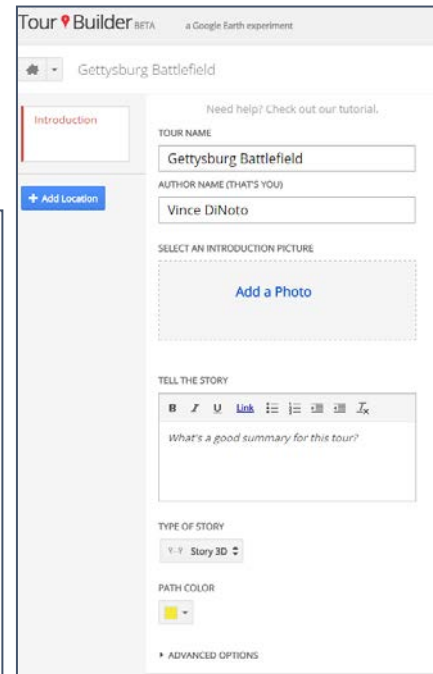 Tour Builder BETA a Google Earth experiment
Gettysburg Battlefield
Introduction
+ Add Location
Need help? Check out our tutorial.
TOUR NAME
Gettysburg Battlefield
AUTHOR NAME (THAT'S YOU)
Vince DiNoto
SELECT AN INTRODUCTION PICTURE
Add a Photo
TELL THE STORY
B I U Link
What's a good summary for this tour?
TYPE OF STORY
Story 3D
PATH COLOR
ADVANCED OPTIONS